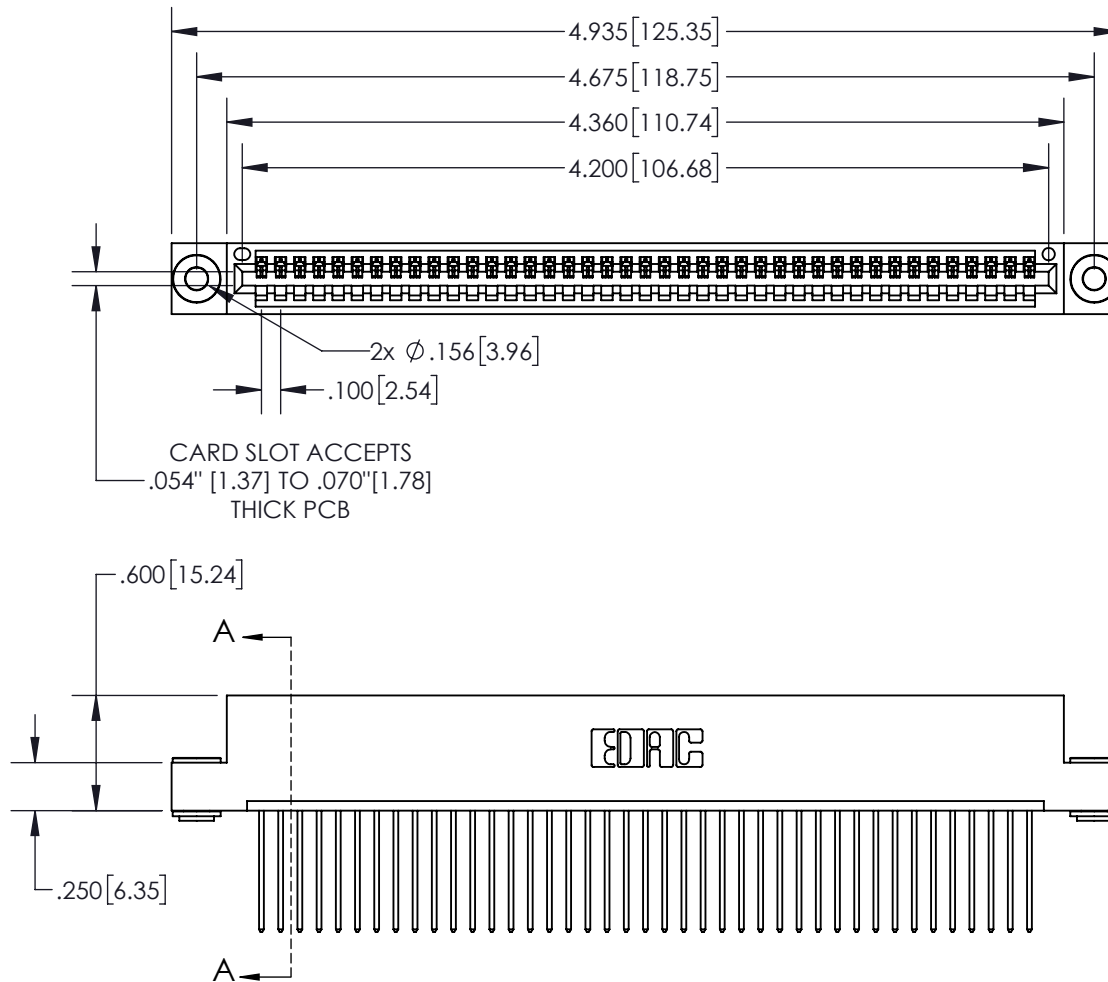 4.935[125.35]
4.675[118.75]
4.360[110.74]
4.200[106.68]
2x ⌀.156[3.96]
.100[2.54]
CARD SLOT ACCEPTS
.054" [1.37] TO .070"[1.78]
THICK PCB
.600[15.24]
A
EDAC
.250[6.35]
A